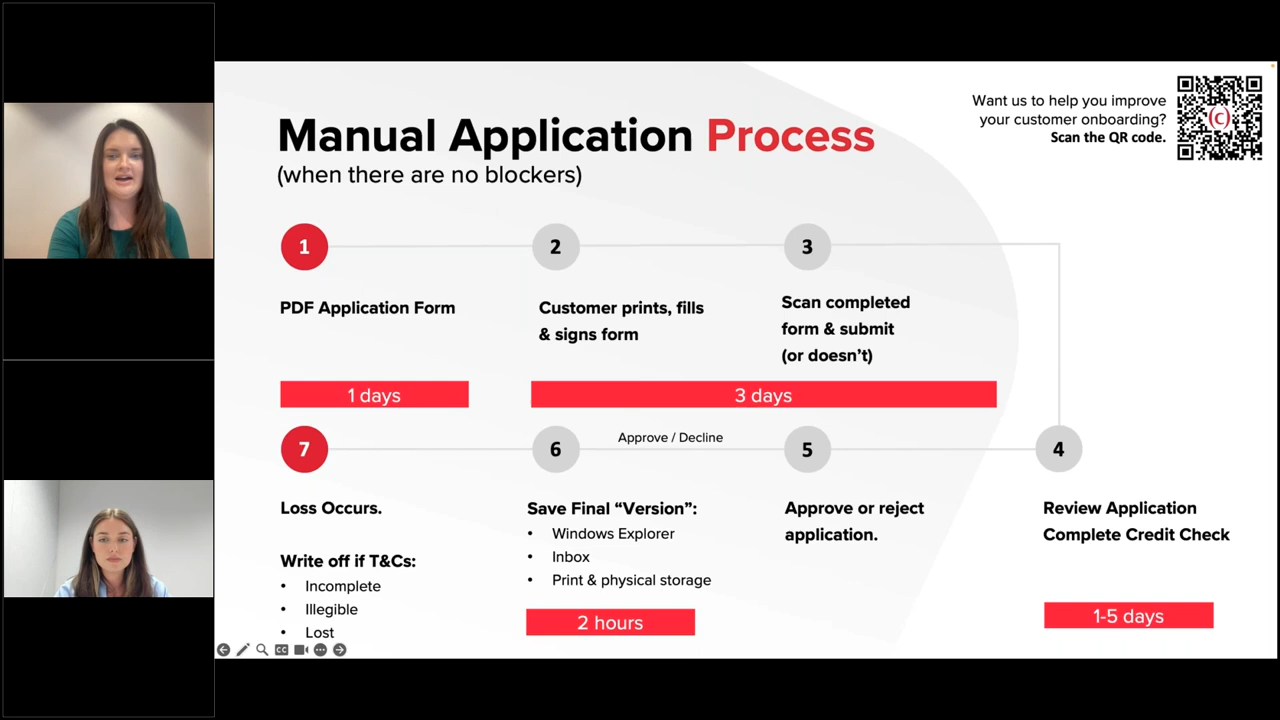 Want us to help you improve
your customer onboarding?
Scan the QR code.
(C)
Manual Application Process
(when there are no blockers)
1
2
3
PDF Application Form
Customer prints, fills
& signs form
Scan completed
form & submit
(or doesn’t)
1 days
3 days
7
6
Approve / Decline
5
4
Loss Occurs.
Write off if T&Cs:
• Incomplete
• Illegible
• Lost
Save Final “Version”:
• Windows Explorer
• Inbox
• Print & physical storage
2 hours
Approve or reject
application.
Review Application
Complete Credit Check
1-5 days
CC